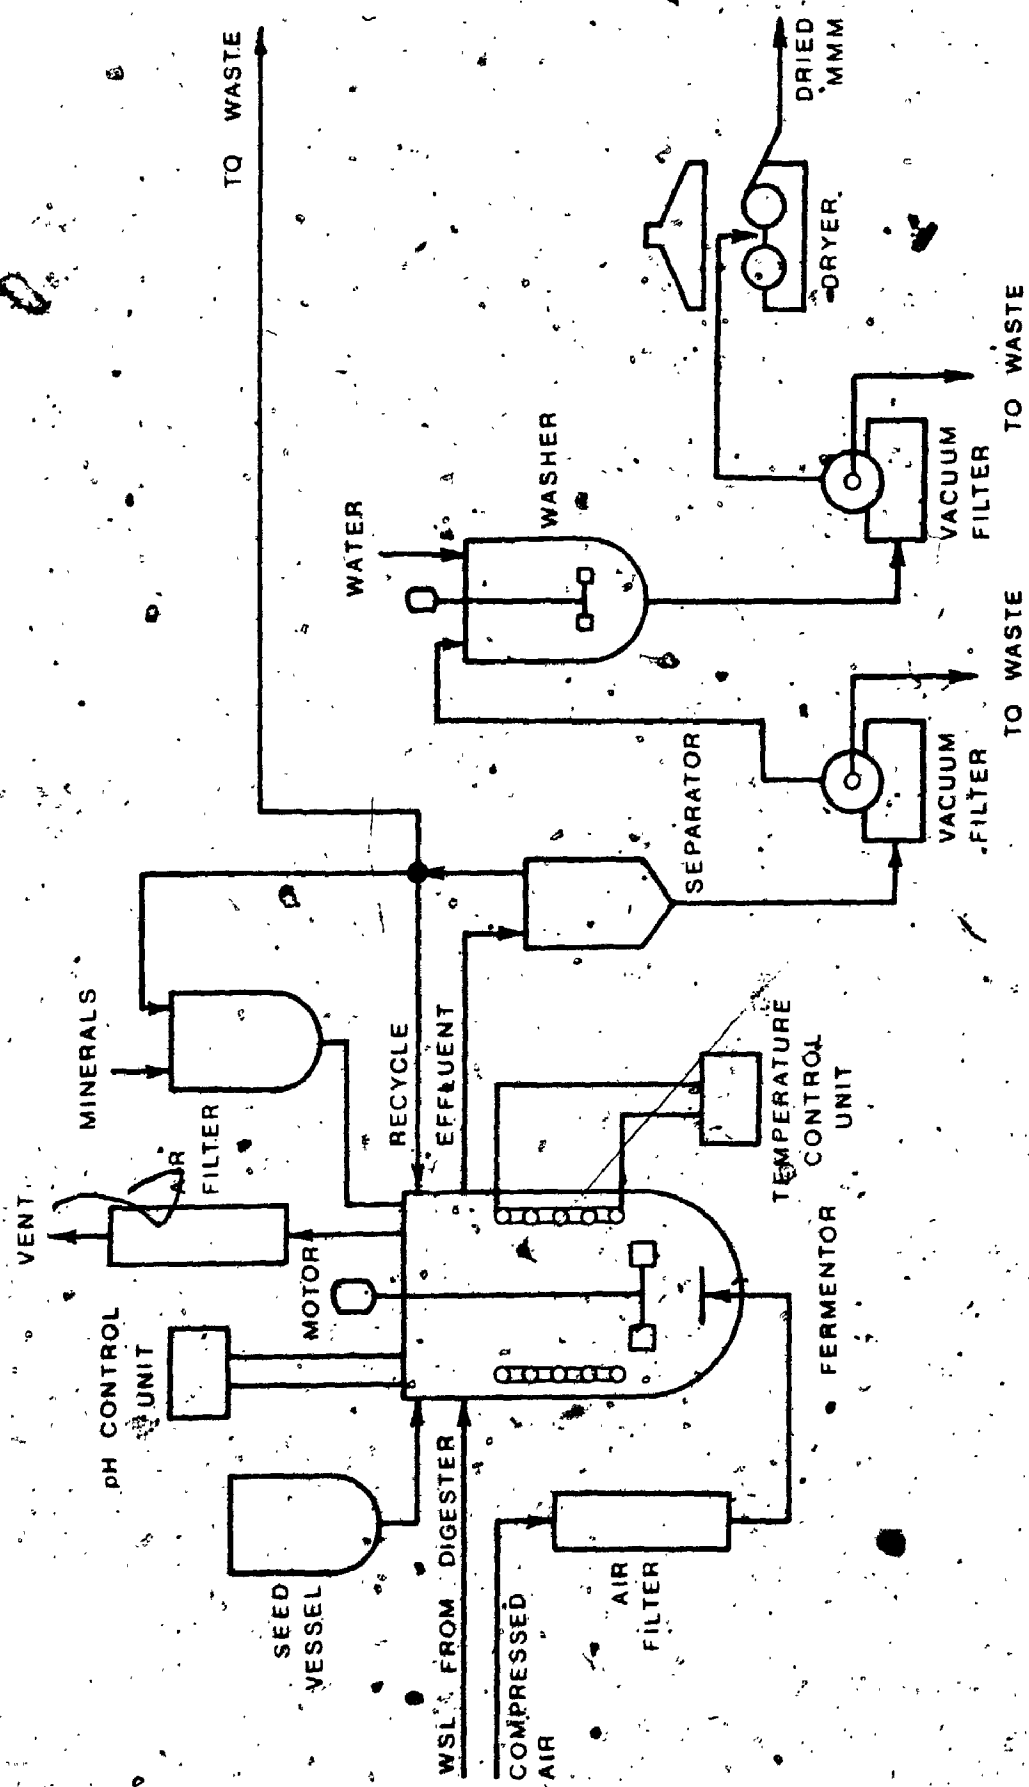 TO WASTE
MINERALS
VENT
AIR
FILTER
pH CONTROL
UNIT
MOTOR
WATER
WASHER
SEED
VESSEL
RECYCLE
EFFLUENT
WSL FROM DIGESTER
COMPRESSED
AIR
AIR
FILTER
FERMENTOR
TEMPERATURE
CONTROL
UNIT
SEPARATOR
VACUUM
FILTER
TO WASTE
VACUUM
FILTER
TO WASTE
DRYER
DRIED
MMM